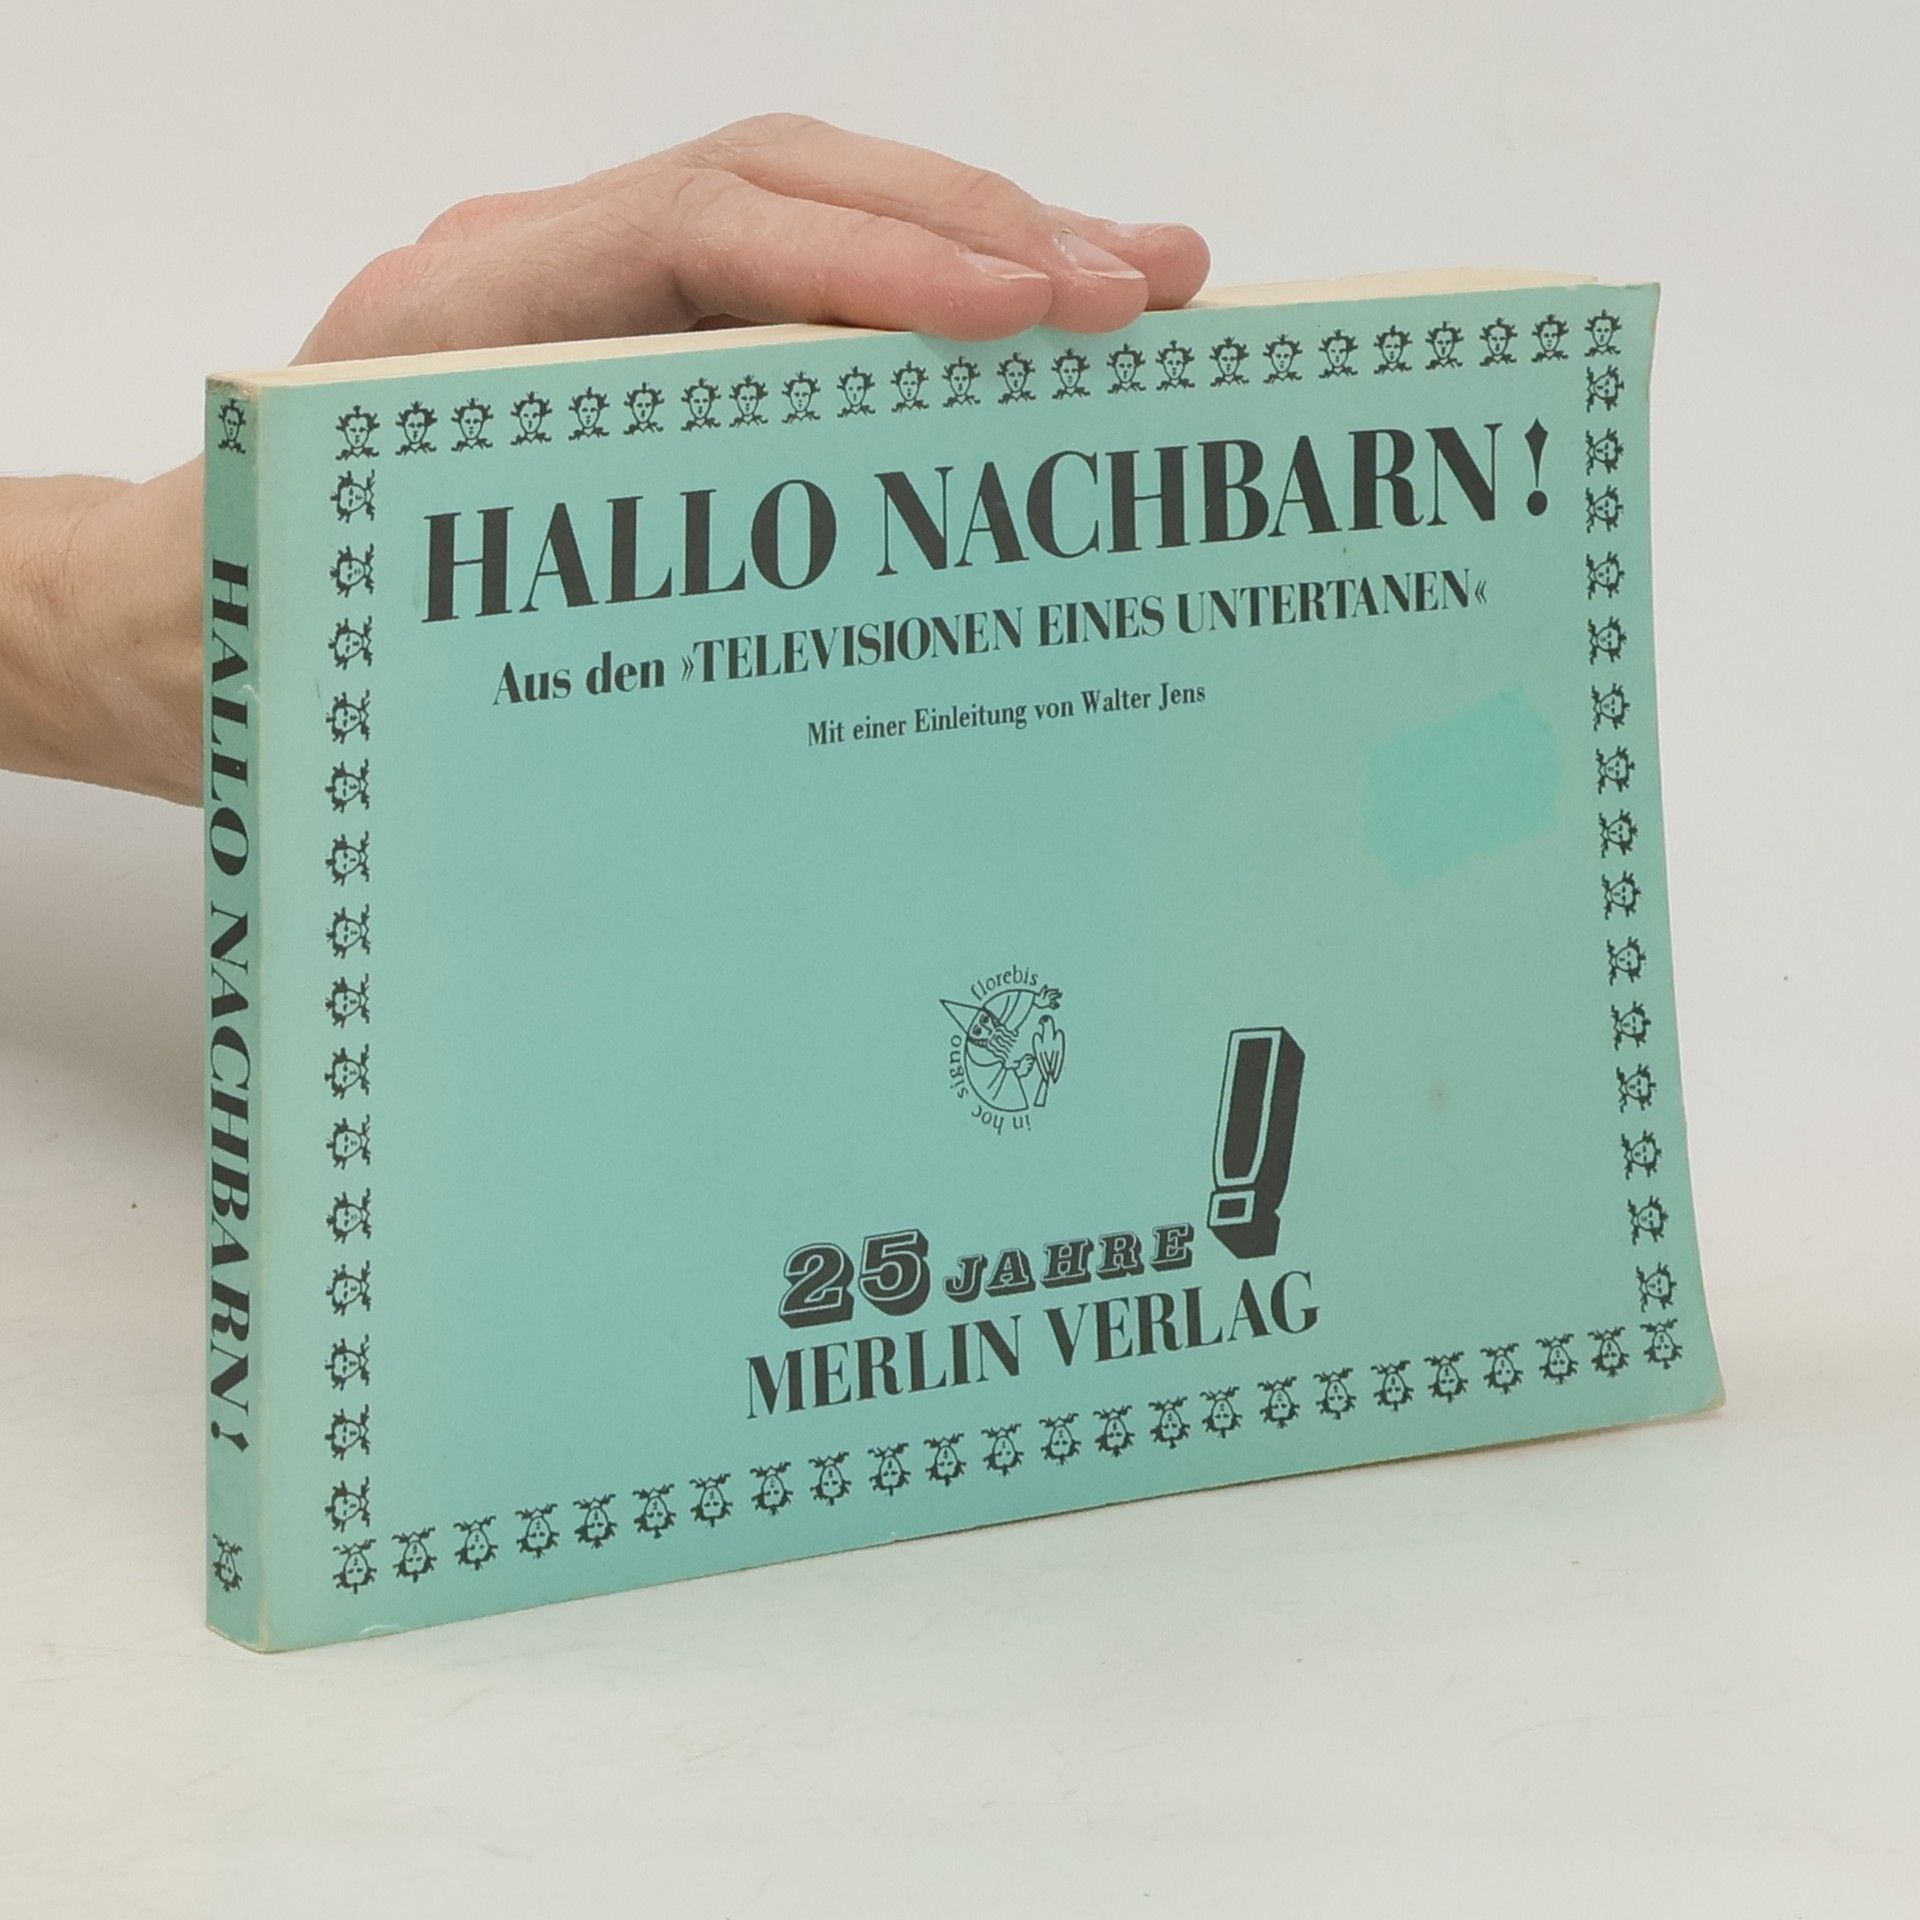 HALLO NACHBARN!
HALLO NACHBARN!
Aus den »TELEVISIONEN EINES UNTERTANEN«
Mit einer Einleitung von Walter Jens
florebis
in hoc signo
25 JAHRE!
MERLIN VERLAG